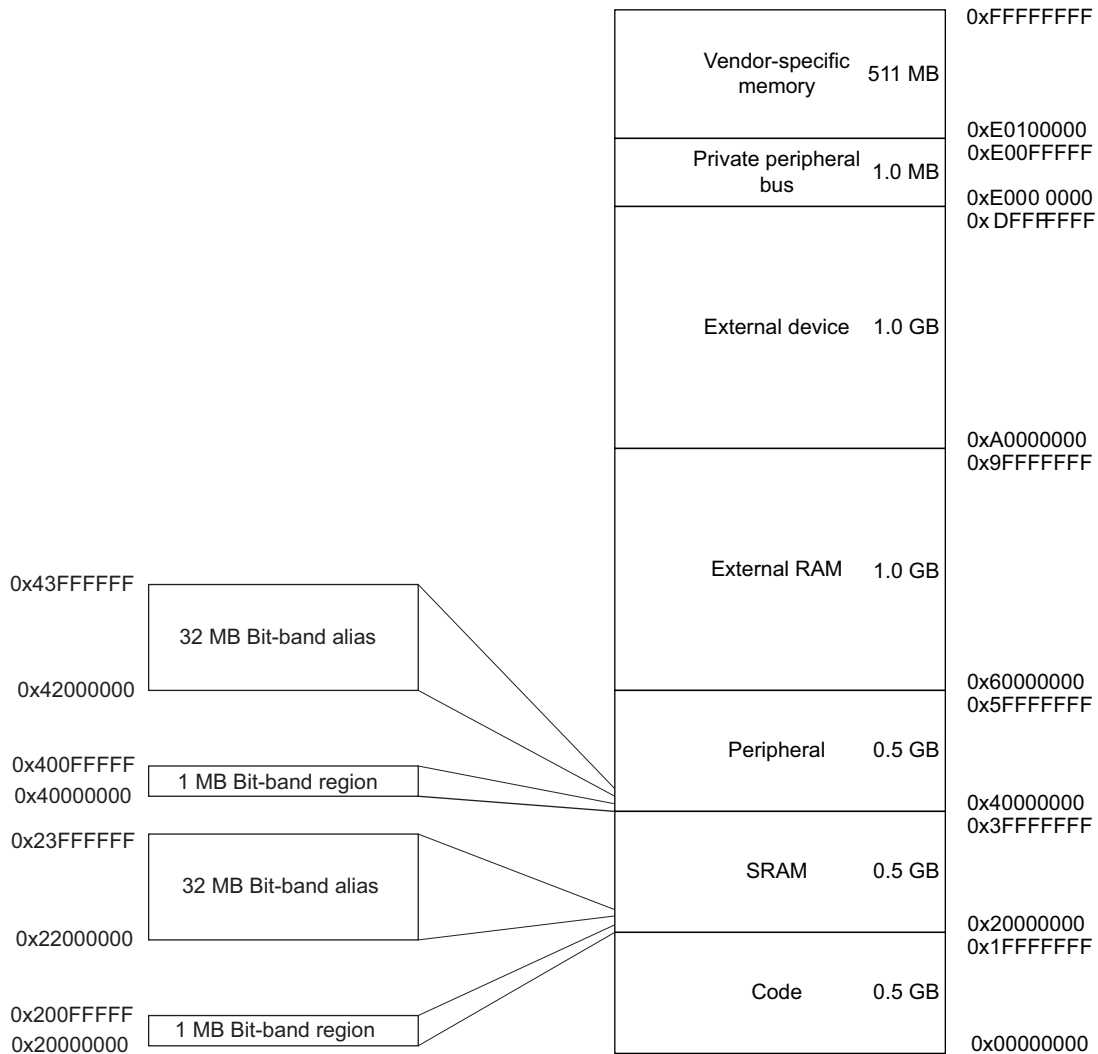 0xFFFFFFFF
Vendor-specific
memory
511 MB
0xE0100000
0xE00FFFFF
Private peripheral
bus
1.0 MB
0xE000 0000
0x DFFFFFFF
External device
1.0 GB
0xA0000000
0x9FFFFFFF
External RAM
1.0 GB
0x60000000
0x5FFFFFFF
Peripheral
0.5 GB
0x40000000
0x3FFFFFFF
SRAM
0.5 GB
0x20000000
0x1FFFFFFF
Code
0.5 GB
0x00000000
0x43FFFFFF
32 MB Bit-band alias
0x42000000
0x400FFFFF
1 MB Bit-band region
0x40000000
0x23FFFFFF
32 MB Bit-band alias
0x22000000
0x200FFFFF
1 MB Bit-band region
0x20000000